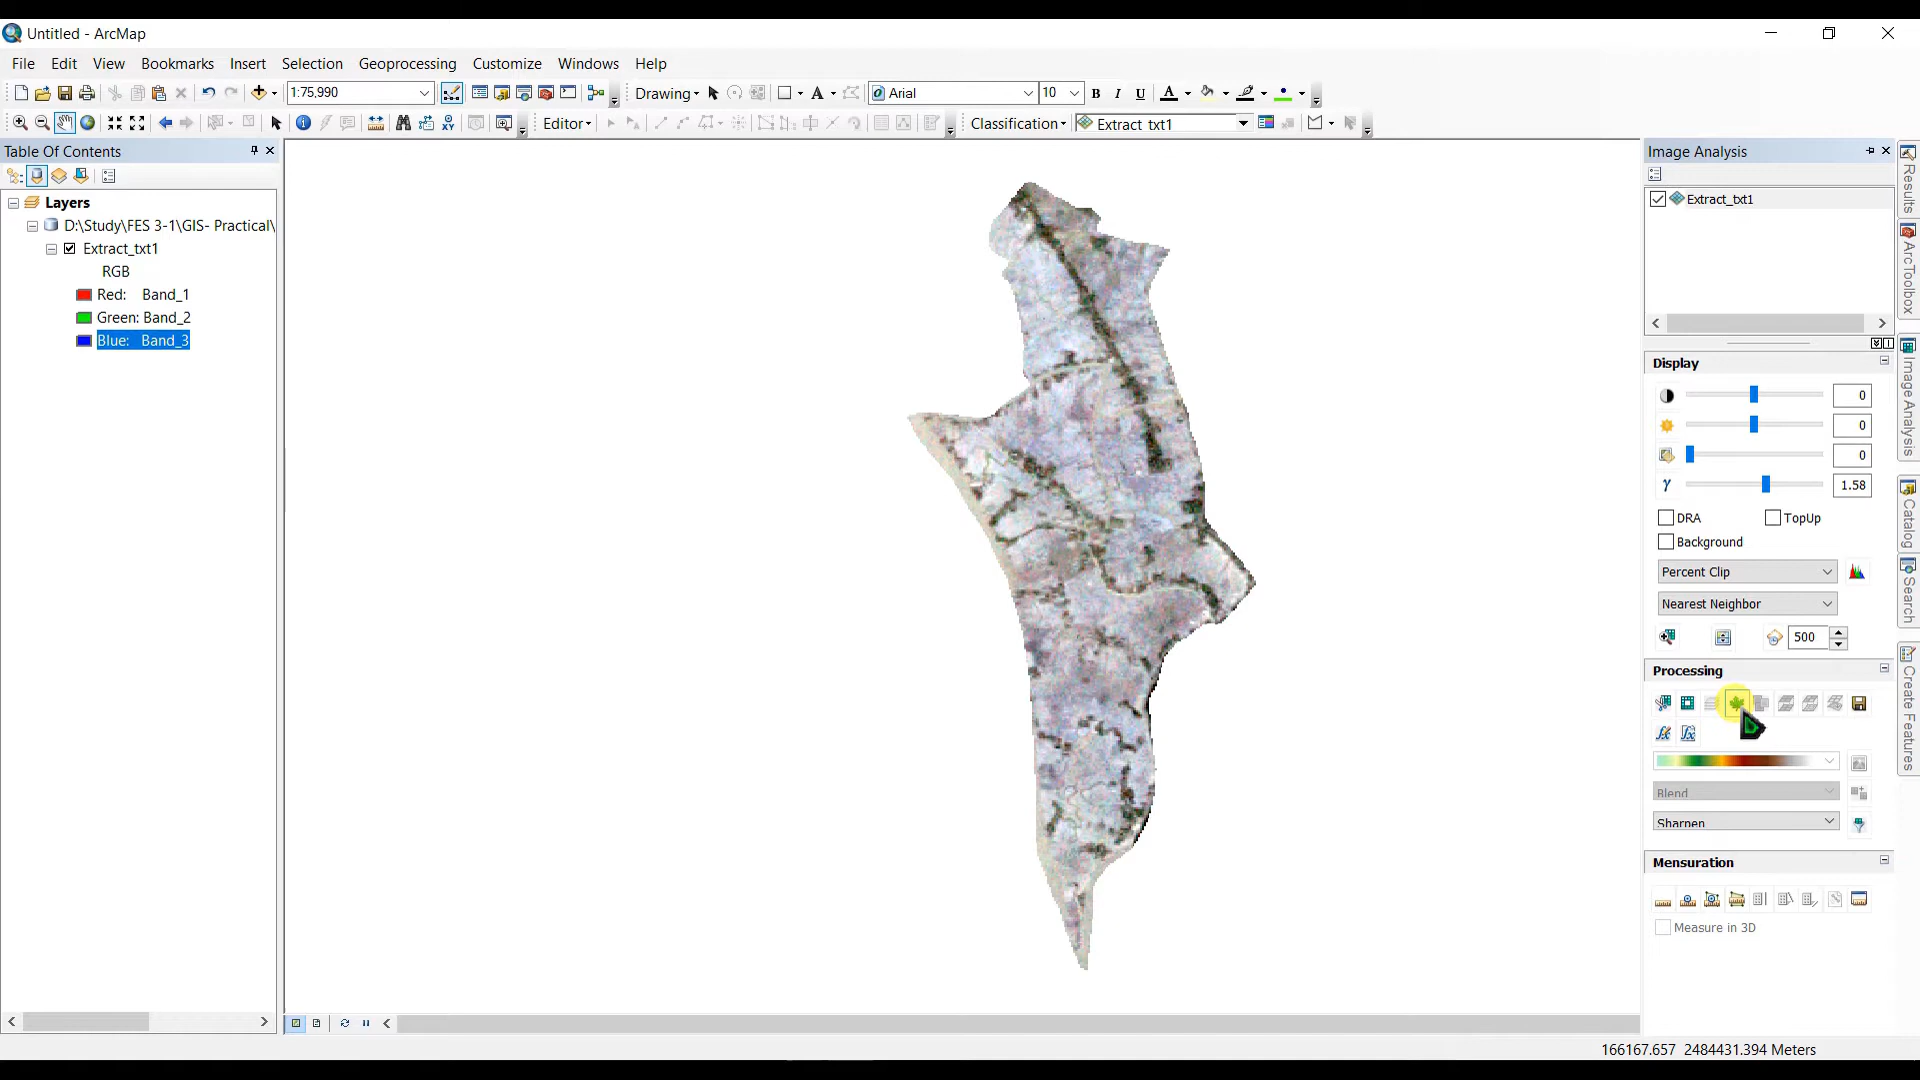 Untitled - ArcMap
File Edit View Bookmarks Insert Selection Geoprocessing Customize Windows Help
1:75,990 Drawing Arial 10 B I U A
Editor Classification Extract_txt1
Table Of Contents
Layers
D:\Study\FES 3-1\GIS- Practical\
Extract_txt1
RGB
Red: Band_1
Green: Band_2
Blue: Band_3
Image Analysis
Extract_txt1
Display
0
0
0
γ 1.58
DRA TopUp
Background
Percent Clip
Nearest Neighbor
500
Processing
Blend
Sharpen
Mensuration
Measure in 3D
Results
ArcToolbox
Image Analysis
Catalog
Search
Create Features
166167.657 2484431.394 Meters